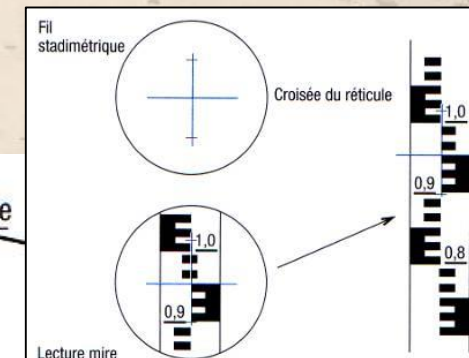 Fil
stadimétrique
Croisée du réticule
1,0
0,9
0,8
e
1,0
0,9
Lecture mire